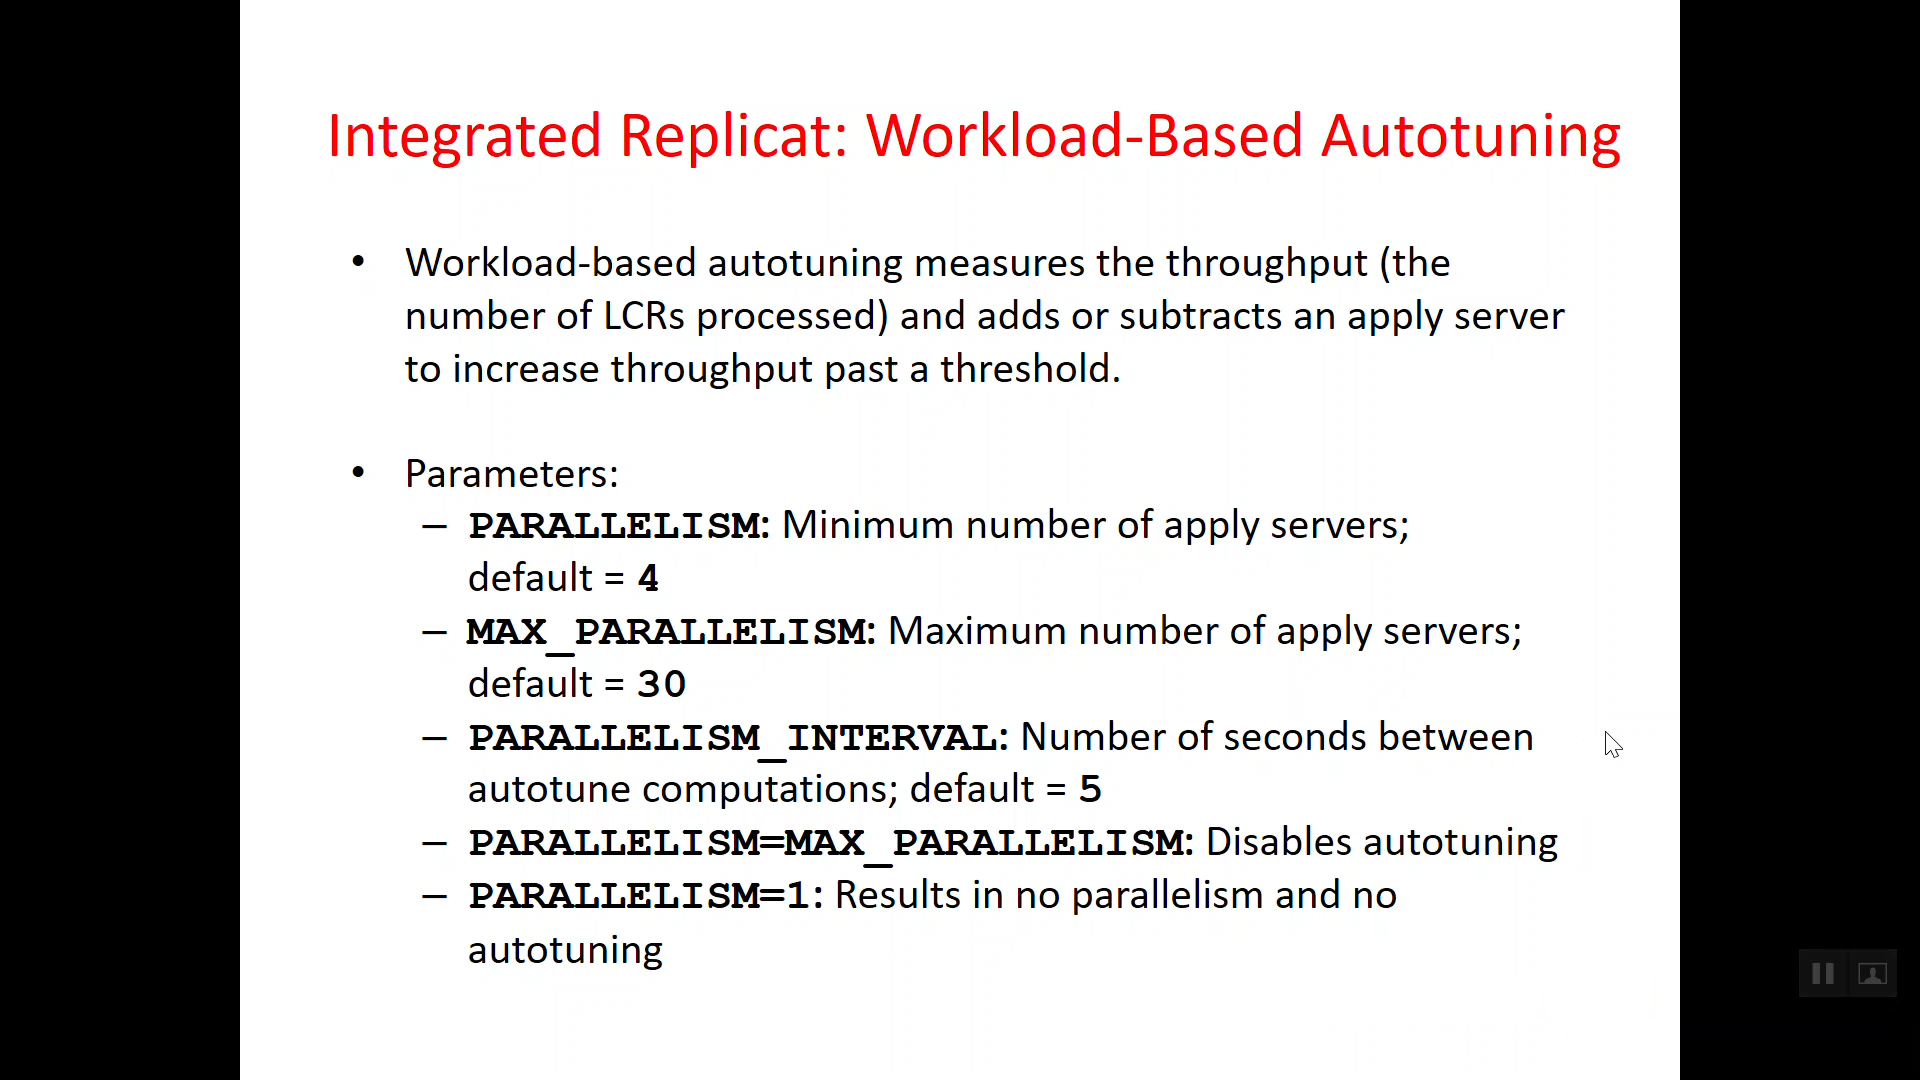 Integrated Replicat: Workload-Based Autotuning
• Workload-based autotuning measures the throughput (the
number of LCRs processed) and adds or subtracts an apply server
to increase throughput past a threshold.
• Parameters:
– PARALLELISM: Minimum number of apply servers;
default = 4
– MAX_PARALLELISM: Maximum number of apply servers;
default = 30
– PARALLELISM_INTERVAL: Number of seconds between
autotune computations; default = 5
– PARALLELISM=MAX_PARALLELISM: Disables autotuning
– PARALLELISM=1: Results in no parallelism and no
autotuning